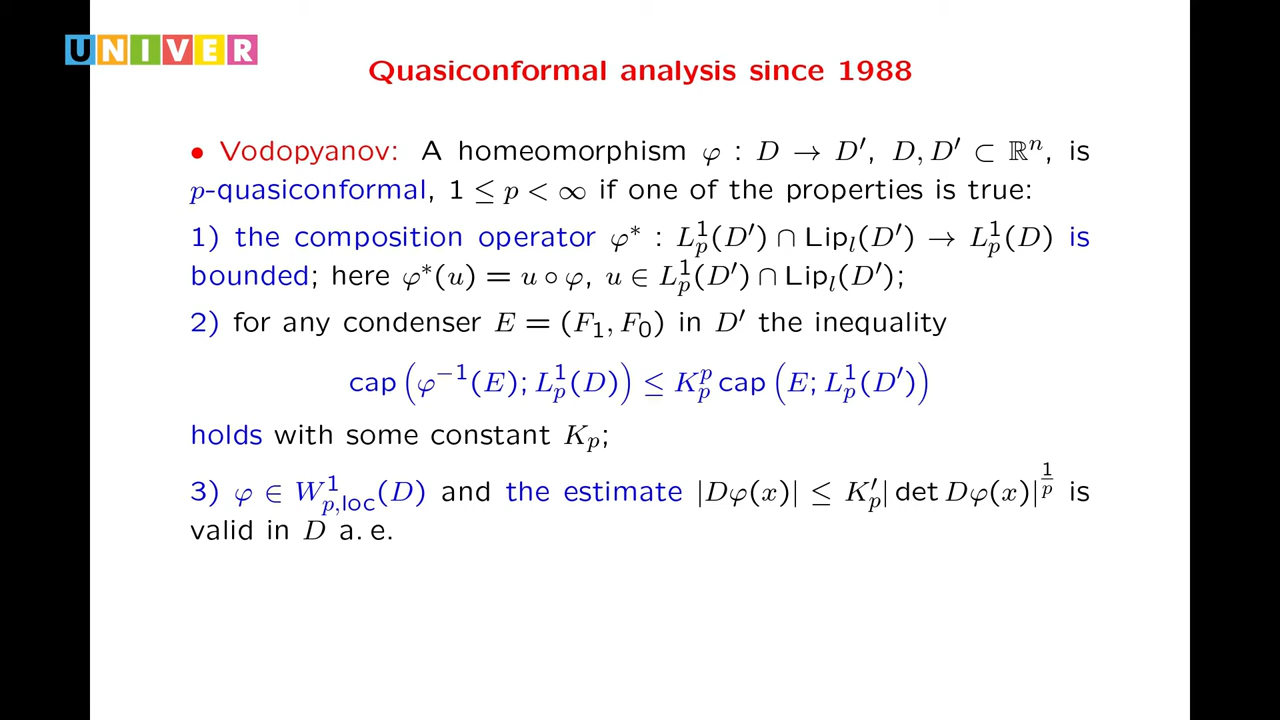 UNIVER
Quasiconformal analysis since 1988
• Vodopyanov: A homeomorphism φ : D → D′, D, D′ ⊂ ℝⁿ, is
p-quasiconformal, 1 ≤ p < ∞ if one of the properties is true:
1) the composition operator φ* : L¹ₚ(D′) ∩ Lipₗ(D′) → L¹ₚ(D) is
bounded; here φ*(u) = u ∘ φ, u ∈ L¹ₚ(D′) ∩ Lipₗ(D′);
2) for any condenser E = (F₁, F₀) in D′ the inequality
cap (φ⁻¹(E); L¹ₚ(D)) ≤ Kₚᵖ cap (E; L¹ₚ(D′))
holds with some constant Kₚ;
3) φ ∈ W¹_{p,loc}(D) and the estimate |Dφ(x)| ≤ K′ₚ| det Dφ(x)|^{1/p} is
valid in D a. e.